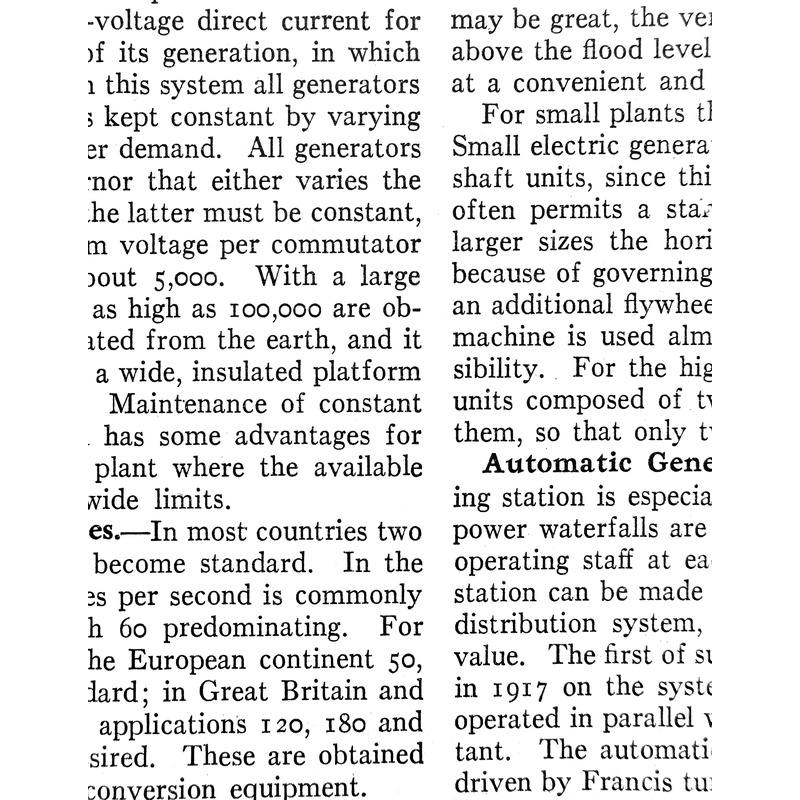 -voltage direct current for
of its generation, in which
this system all generators
kept constant by varying
er demand. All generators
rnor that either varies the
the latter must be constant,
m voltage per commutator
bout 5,000. With a large
as high as 100,000 are ob-
ated from the earth, and it
a wide, insulated platform
Maintenance of constant
has some advantages for
plant where the available
wide limits.
es.—In most countries two
become standard. In the
es per second is commonly
h 60 predominating. For
he European continent 50,
dard; in Great Britain and
applications 120, 180 and
sired. These are obtained
conversion equipment.
may be great, the
above the flood level
at a convenient and
For small plants
Small electric genera
shaft units, since thi
often permits a
larger sizes the hori
because of governing
an additional flywhee
machine is used alm
sibility. For the hig
units composed of
them, so that only
Automatic Gene
ing station is especia
power waterfalls are
operating staff at ea
station can be made
distribution system,
value. The first of
in 1917 on the syste
operated in parallel
tant. The automati
driven by Francis tu